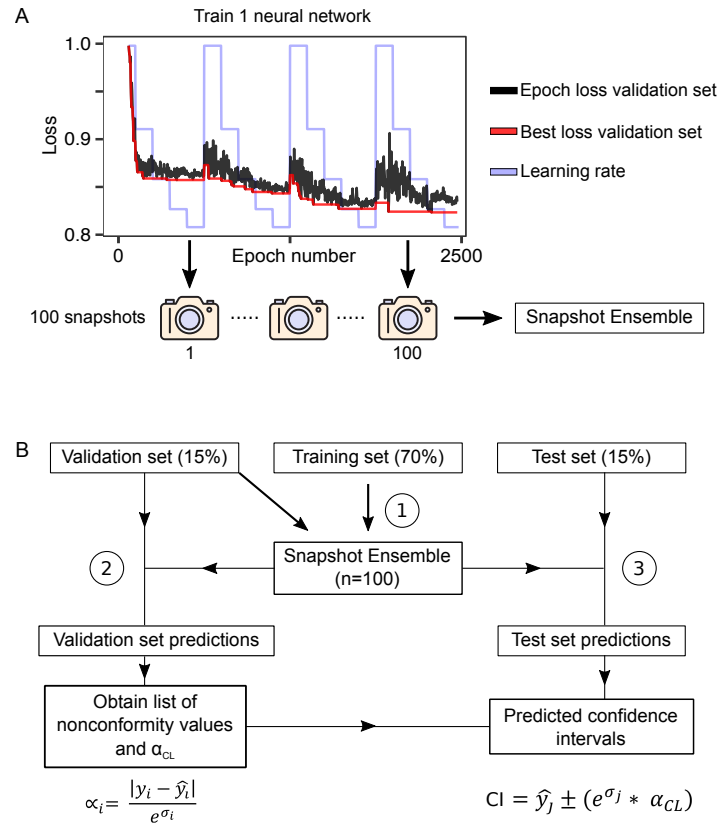 A
Train 1 neural network
1.0
0.9
0.8
Loss
0
Epoch number
2500
Epoch loss validation set
Best loss validation set
Learning rate
100 snapshots
.....
.....
1
100
Snapshot Ensemble
B
Validation set (15%)
Training set (70%)
Test set (15%)
1
Snapshot Ensemble
(n=100)
2
3
Validation set predictions
Test set predictions
Obtain list of
nonconformity values
and α_CL
Predicted confidence
intervals
∝_i = |y_i − ŷ_i| / e^{σ_i}
CI = ŷ_j ± (e^{σ_j} * α_CL)